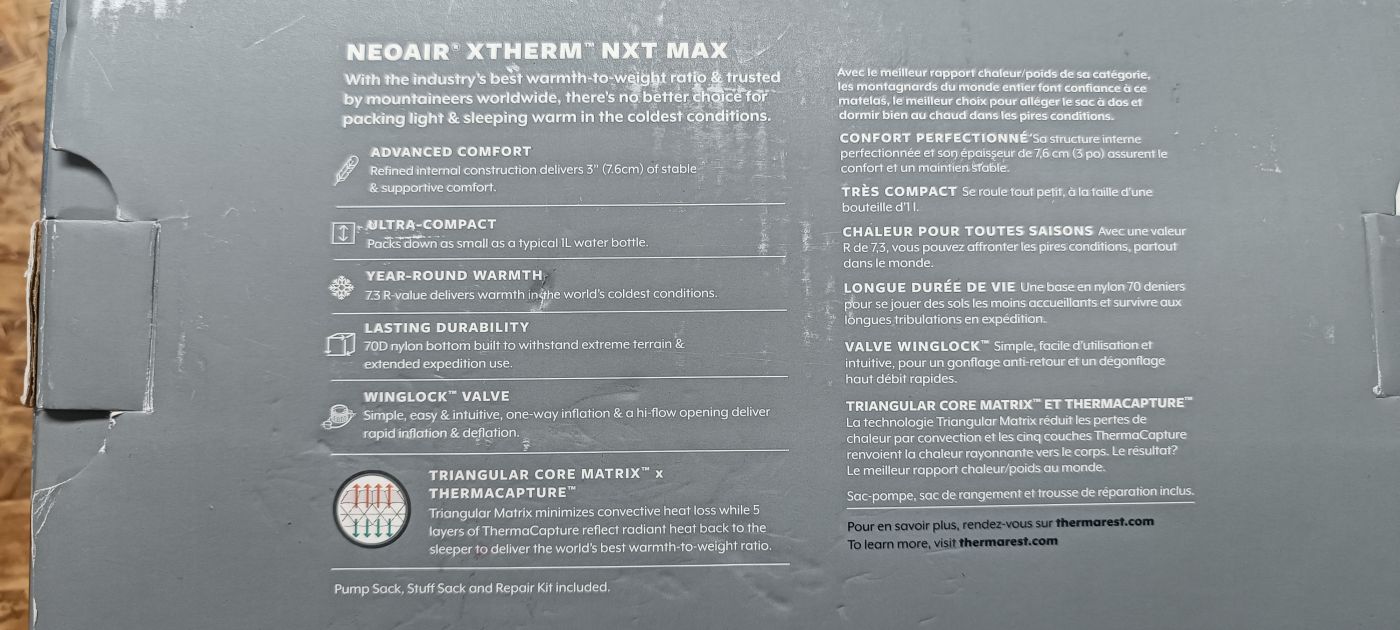 NEOAIR® XTHERM™ NXT MAX
With the industry's best warmth-to-weight ratio & trusted
by mountaineers worldwide, there's no better choice for
packing light & sleeping warm in the coldest conditions.
ADVANCED COMFORT
Refined internal construction delivers 3" (7.6cm) of stable
& supportive comfort.
ULTRA-COMPACT
Packs down as small as a typical 1L water bottle.
YEAR-ROUND WARMTH
7.3 R-value delivers warmth in the world's coldest conditions.
LASTING DURABILITY
70D nylon bottom built to withstand extreme terrain &
extended expedition use.
WINGLOCK™ VALVE
Simple, easy & intuitive, one-way inflation & a hi-flow opening deliver
rapid inflation & deflation.
TRIANGULAR CORE MATRIX™ x
THERMACAPTURE™
Triangular Matrix minimizes convective heat loss while 5
layers of ThermaCapture reflect radiant heat back to the
sleeper to deliver the world's best warmth-to-weight ratio.
Pump Sack, Stuff Sack and Repair Kit included.
Avec le meilleur rapport chaleur/poids de sa catégorie,
les montagnards du monde entier font confiance à ce
matelas, le meilleur choix pour alléger le sac à dos et
dormir bien au chaud dans les pires conditions.
CONFORT PERFECTIONNÉ Sa structure interne
perfectionnée et son épaisseur de 7,6 cm (3 po) assurent le
confort et un maintien stable.
TRÈS COMPACT Se roule tout petit, à la taille d'une
bouteille d'1 l.
CHALEUR POUR TOUTES SAISONS Avec une valeur
R de 7,3, vous pouvez affronter les pires conditions, partout
dans le monde.
LONGUE DURÉE DE VIE Une base en nylon 70 deniers
pour se jouer des sols les moins accueillants et survivre aux
longues tribulations en expédition.
VALVE WINGLOCK™ Simple, facile d'utilisation et
intuitive, pour un gonflage anti-retour et un dégonflage
haut débit rapides.
TRIANGULAR CORE MATRIX™ ET THERMACAPTURE™
La technologie Triangular Matrix réduit les pertes de
chaleur par convection et les cinq couches ThermaCapture
renvoient la chaleur rayonnante vers le corps. Le résultat?
Le meilleur rapport chaleur/poids au monde.
Sac-pompe, sac de rangement et trousse de réparation inclus.
Pour en savoir plus, rendez-vous sur thermarest.com
To learn more, visit thermarest.com